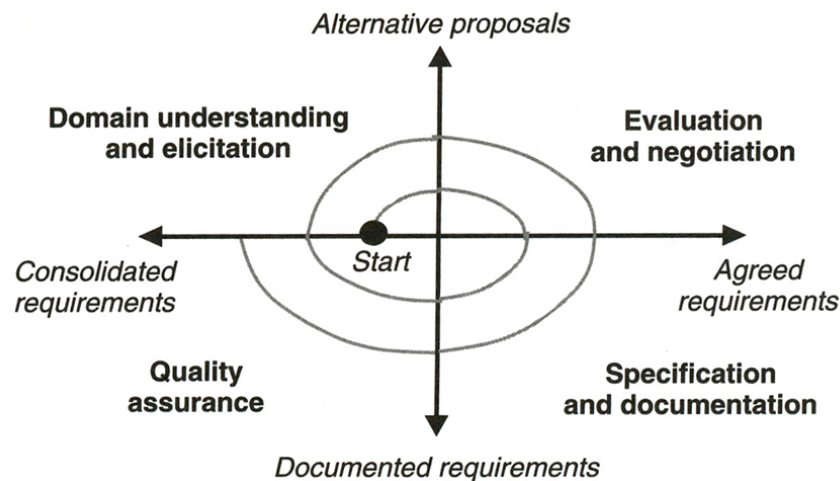 Alternative proposals
Domain understanding
and elicitation
Evaluation
and negotiation
Start
Consolidated
requirements
Agreed
requirements
Quality
assurance
Specification
and documentation
Documented requirements